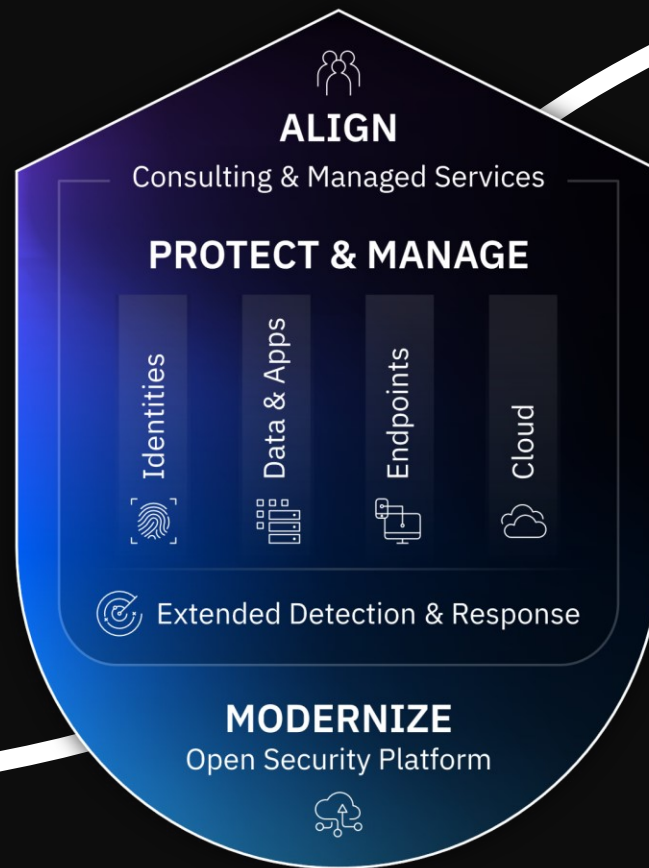 ALIGN
Consulting & Managed Services
PROTECT & MANAGE
Identities
Data & Apps
Endpoints
Cloud
Extended Detection & Response
MODERNIZE
Open Security Platform